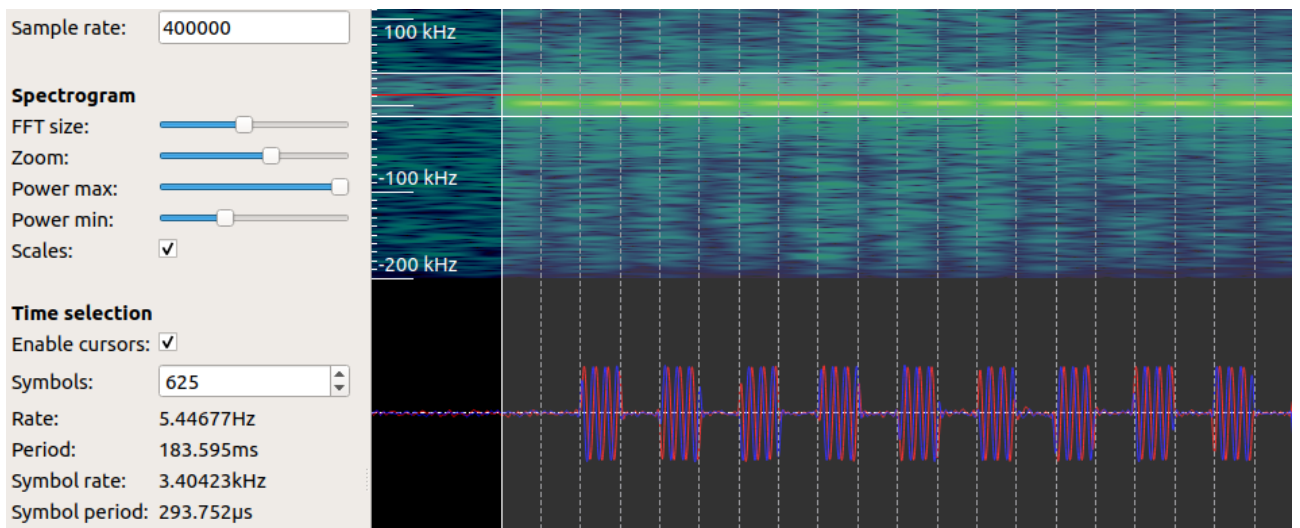 Sample rate: 400000
Spectrogram
FFT size:
Zoom:
Power max:
Power min:
Scales:
Time selection
Enable cursors:
Symbols: 625
Rate: 5.44677Hz
Period: 183.595ms
Symbol rate: 3.40423kHz
Symbol period: 293.752µs
100 kHz
-100 kHz
-200 kHz